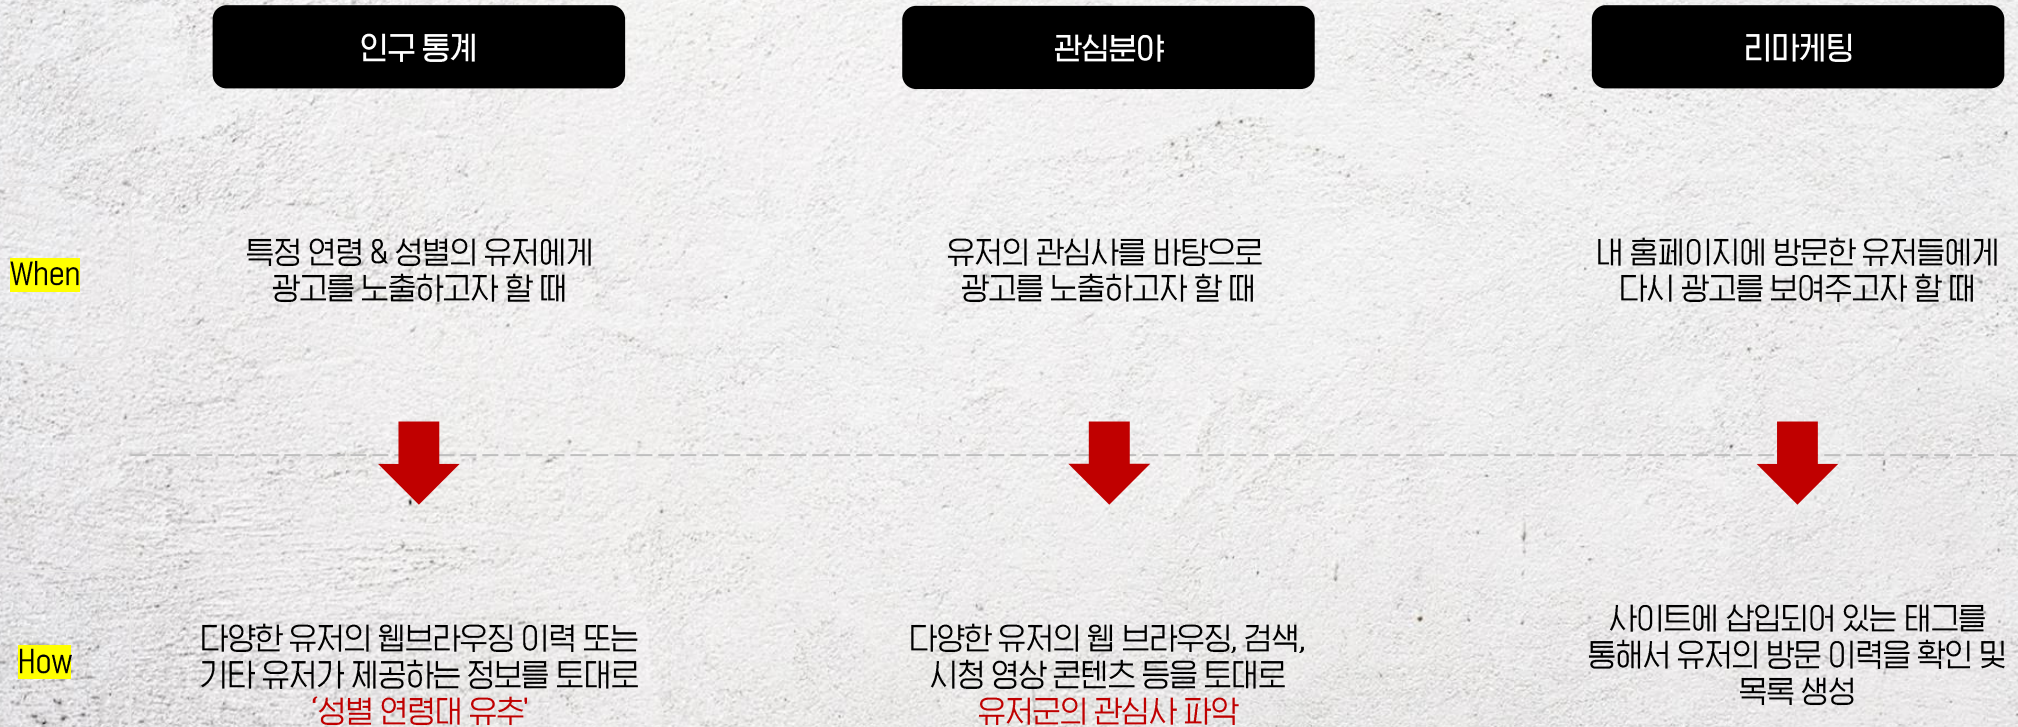 인구 통계
관심분야
리마케팅
When
특정 연령 & 성별의 유저에게
광고를 노출하고자 할 때
유저의 관심사를 바탕으로
광고를 노출하고자 할 때
내 홈페이지에 방문한 유저들에게
다시 광고를 보여주고자 할 때
How
다양한 유저의 웹브라우징 이력 또는
기타 유저가 제공하는 정보를 토대로
‘성별 연령대 유추'
다양한 유저의 웹 브라우징, 검색,
시청 영상 콘텐츠 등을 토대로
유저군의 관심사 파악
사이트에 삽입되어 있는 태그를
통해서 유저의 방문 이력을 확인 및
목록 생성